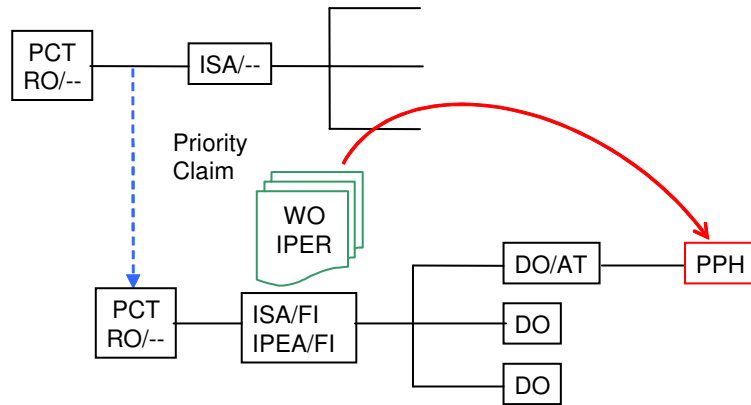 PCT
RO/--
ISA/--
Priority
Claim
WO
IPER
DO/AT
PPH
PCT
RO/--
ISA/FI
IPEA/FI
DO
DO